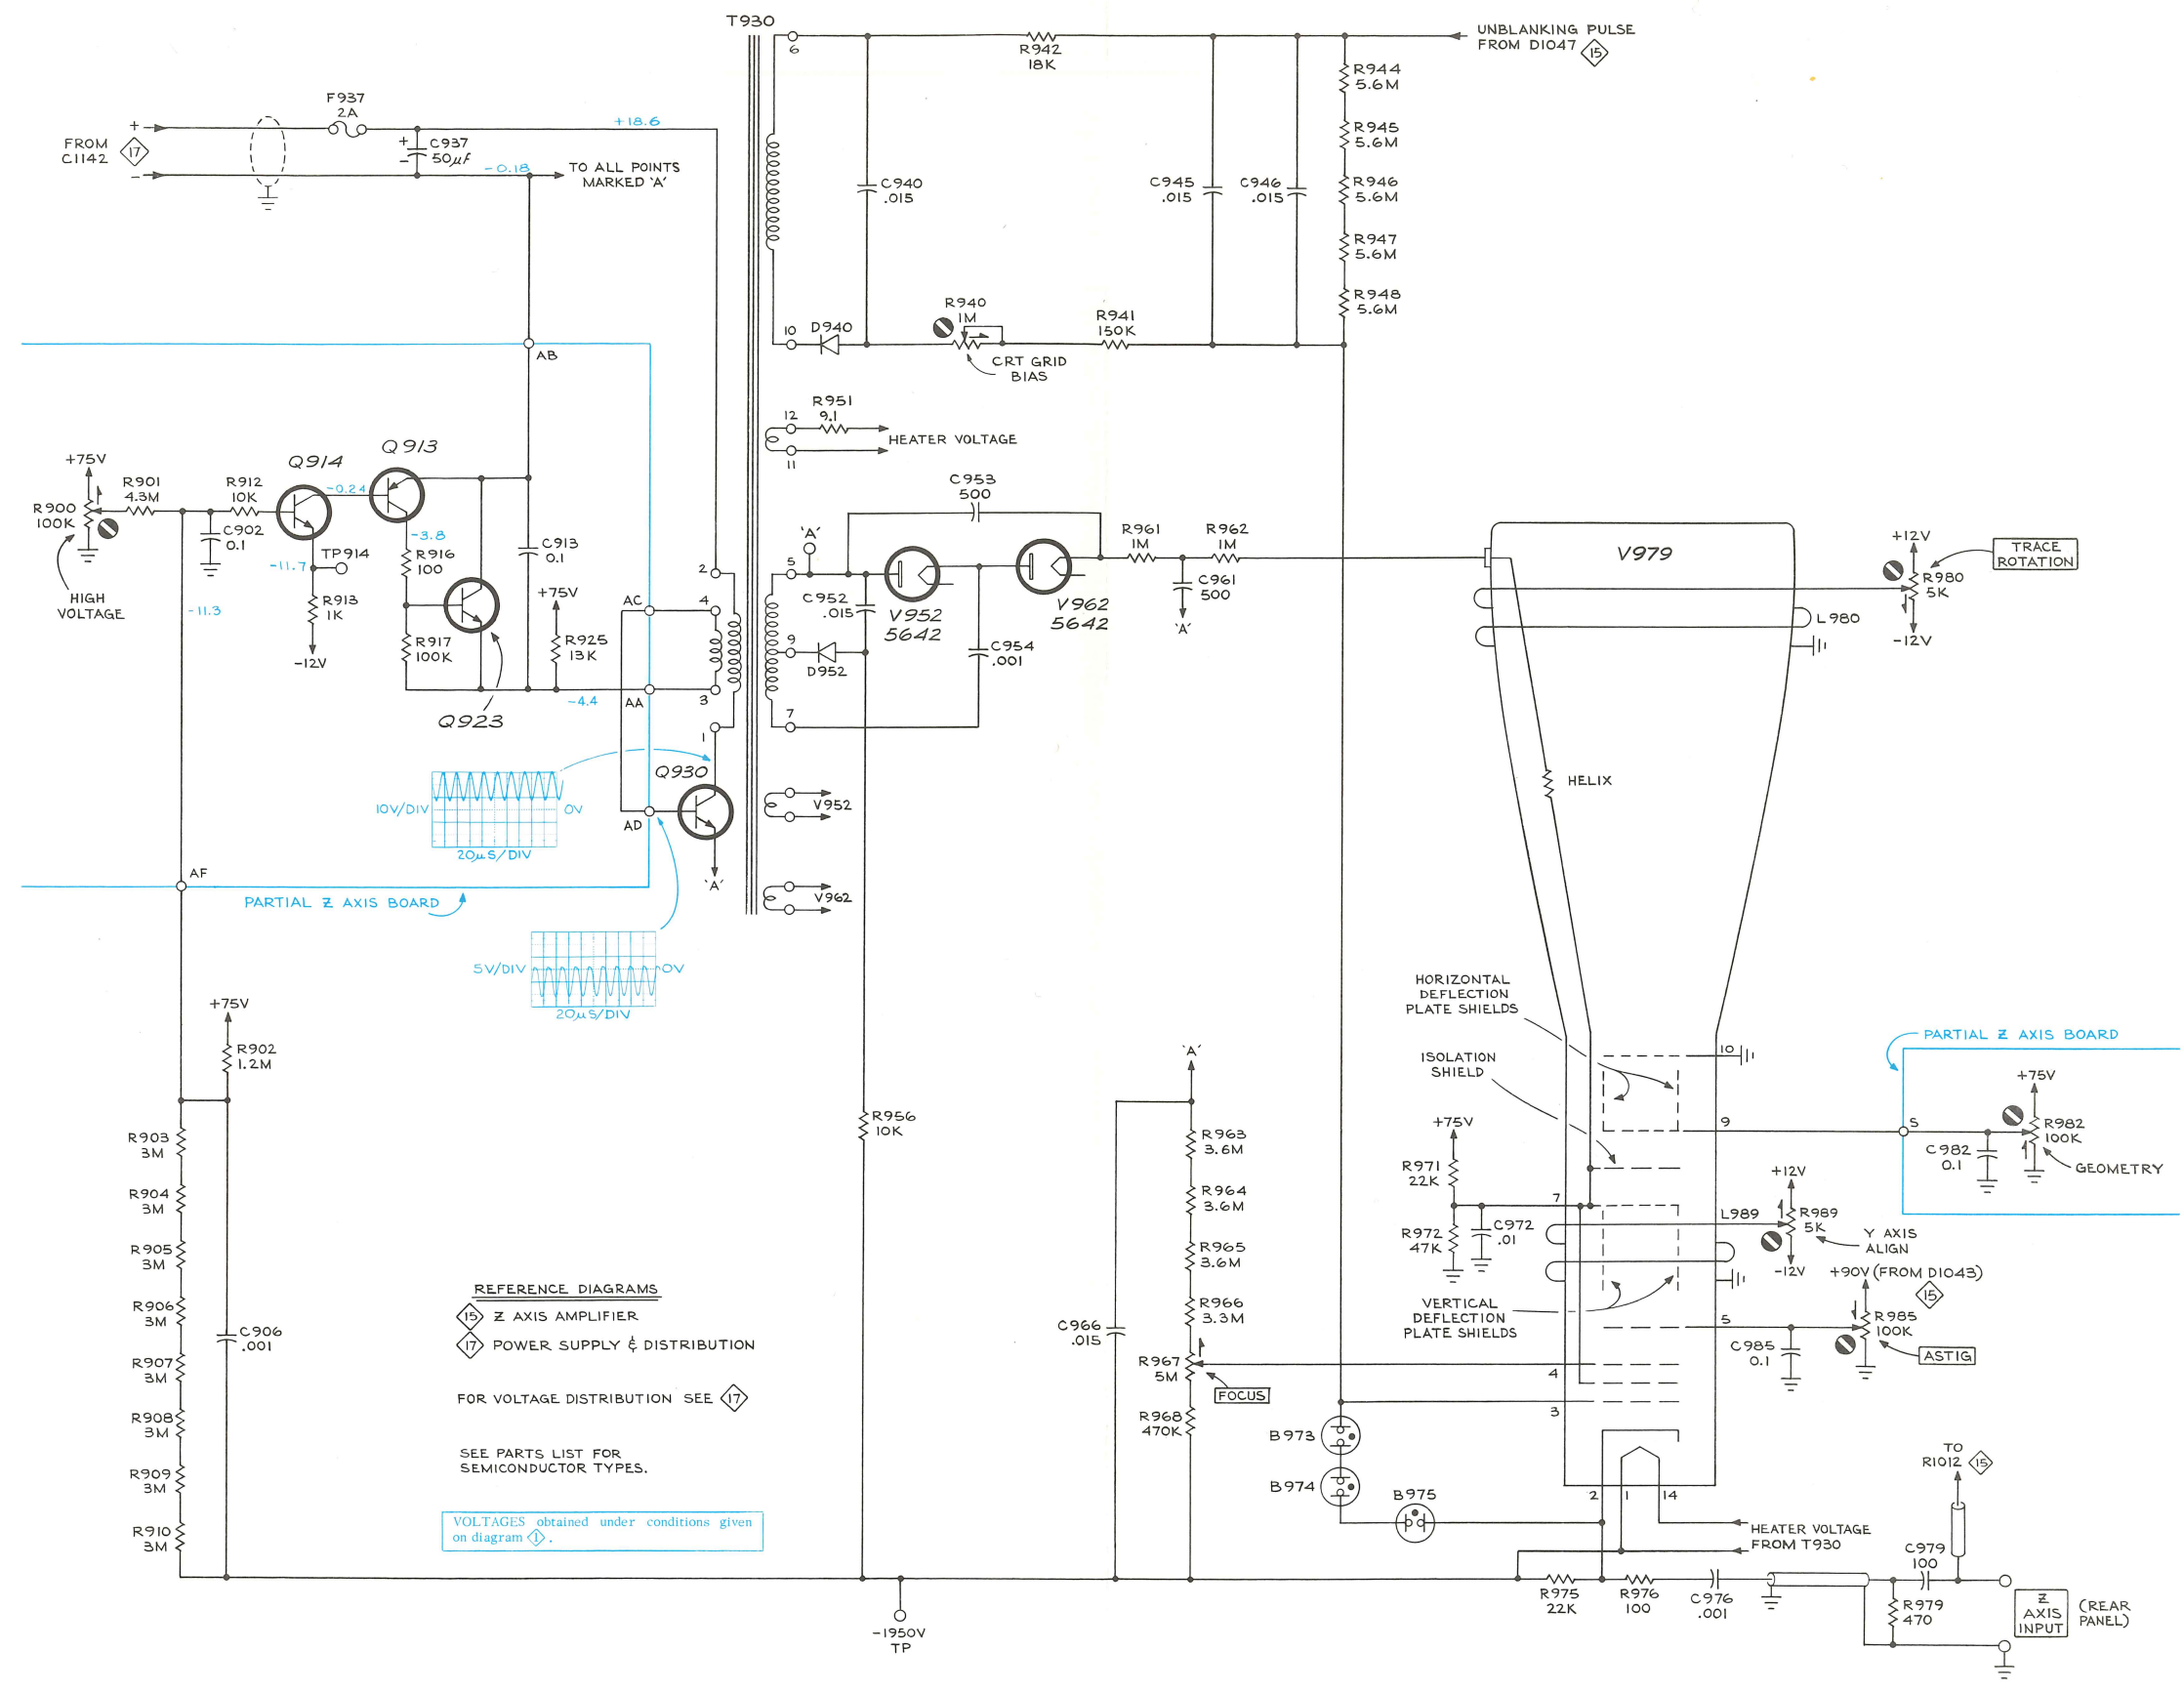 T930
6
R942
18K
UNBLANKING PULSE
FROM D1047 15
R944
5.6M
R945
5.6M
R946
5.6M
R947
5.6M
R948
5.6M
F937
2A
+18.6
+
FROM
C1142 17
−
+
−
C937
50µF
-0.18
TO ALL POINTS
MARKED 'A'
C940
.015
C945
.015
C946
.015
10
D940
R940
1M
R941
150K
CRT GRID
BIAS
AB
12
R951
9.1
HEATER VOLTAGE
11
+75V
R900
100K
HIGH
VOLTAGE
R901
4.3M
-11.3
R912
10K
C902
0.1
Q914
-0.24
Q913
-11.7
TP914
R913
1K
-12V
-3.8
R916
100
R917
100K
Q923
C913
0.1
+75V
R925
13K
-4.4
AC
AA
2
4
3
1
'A'
5
C953
500
C952
.015
9
D952
V952
5642
V962
5642
C954
.001
7
R961
1M
R962
1M
C961
500
'A'
V979
+12V
R980
5K
-12V
TRACE
ROTATION
L980
HELIX
10V/DIV
0V
20µS/DIV
Q930
AD
'A'
V952
V962
5V/DIV
0V
20µS/DIV
AF
PARTIAL Z AXIS BOARD
+75V
R902
1.2M
R903
3M
R904
3M
R905
3M
R906
3M
R907
3M
R908
3M
R909
3M
R910
3M
C906
.001
REFERENCE DIAGRAMS
15 Z AXIS AMPLIFIER
17 POWER SUPPLY & DISTRIBUTION
FOR VOLTAGE DISTRIBUTION SEE 17
SEE PARTS LIST FOR
SEMICONDUCTOR TYPES.
VOLTAGES obtained under conditions given
on diagram 1 .
R956
10K
-1950V
TP
'A'
R963
3.6M
R964
3.6M
R965
3.6M
R966
3.3M
C966
.015
R967
5M
FOCUS
R968
470K
HORIZONTAL
DEFLECTION
PLATE SHIELDS
ISOLATION
SHIELD
+75V
R971
22K
R972
47K
C972
.01
VERTICAL
DEFLECTION
PLATE SHIELDS
10
9
7
5
4
3
2
1
14
L989
+12V
R989
5K
-12V
Y AXIS
ALIGN
+90V (FROM D1043)
15
R985
100K
C985
0.1
ASTIG
PARTIAL Z AXIS BOARD
S
+75V
R982
100K
C982
0.1
GEOMETRY
B973
B974
B975
HEATER VOLTAGE
FROM T930
R975
22K
R976
100
C976
.001
TO
R1012 15
C979
100
R979
470
Z
AXIS
INPUT
(REAR
PANEL)